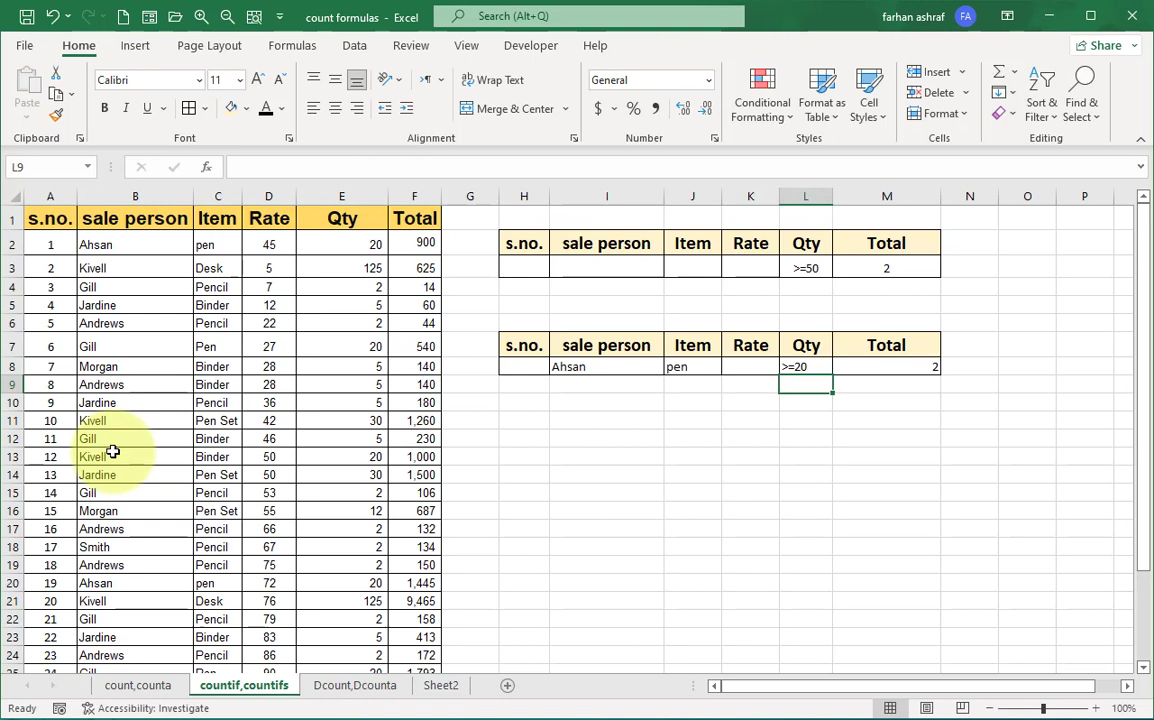 count formulas - Excel
Search (Alt+Q)
farhan ashraf
FA
File Home Insert Page Layout Formulas Data Review View Developer Help
Share
Paste
Calibri 11
Wrap Text
General
Insert
Conditional Formatting
Format as Table
Cell Styles
Sort & Filter
Find & Select
B I U
Merge & Center
$ % ,
Delete
Format
Clipboard Font Alignment Number Styles Cells Editing
L9
fx
A B C D E F G H I J K L M N O P
1 s.no. sale person Item Rate Qty Total
2 1 Ahsan pen 45 20 900 s.no. sale person Item Rate Qty Total
3 2 Kivell Desk 5 125 625 >=50 2
4 3 Gill Pencil 7 2 14
5 4 Jardine Binder 12 5 60
6 5 Andrews Pencil 22 2 44
7 6 Gill Pen 27 20 540 s.no. sale person Item Rate Qty Total
8 7 Morgan Binder 28 5 140 Ahsan pen >=20 2
9 8 Andrews Binder 28 5 140
10 9 Jardine Pencil 36 5 180
11 10 Kivell Pen Set 42 30 1,260
12 11 Gill Binder 46 5 230
13 12 Kivell Binder 50 20 1,000
14 13 Jardine Pen Set 50 30 1,500
15 14 Gill Pencil 53 2 106
16 15 Morgan Pen Set 55 12 687
17 16 Andrews Pencil 66 2 132
18 17 Smith Pencil 67 2 134
19 18 Andrews Pencil 75 2 150
20 19 Ahsan pen 72 20 1,445
21 20 Kivell Desk 76 125 9,465
22 21 Gill Pencil 79 2 158
23 22 Jardine Binder 83 5 413
24 23 Andrews Pencil 86 2 172
25 24 Gill Pen 90 20 1,793
count,counta countif,countifs Dcount,Dcounta Sheet2
Ready Accessibility: Investigate 100%